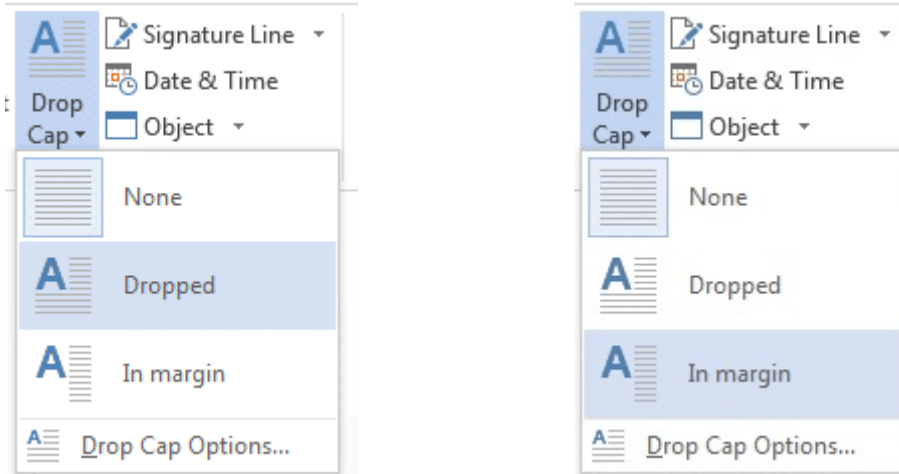 Signature Line
Date & Time
Drop
Cap
Object
None
Dropped
In margin
Drop Cap Options...
Signature Line
Date & Time
Drop
Cap
Object
None
Dropped
In margin
Drop Cap Options...